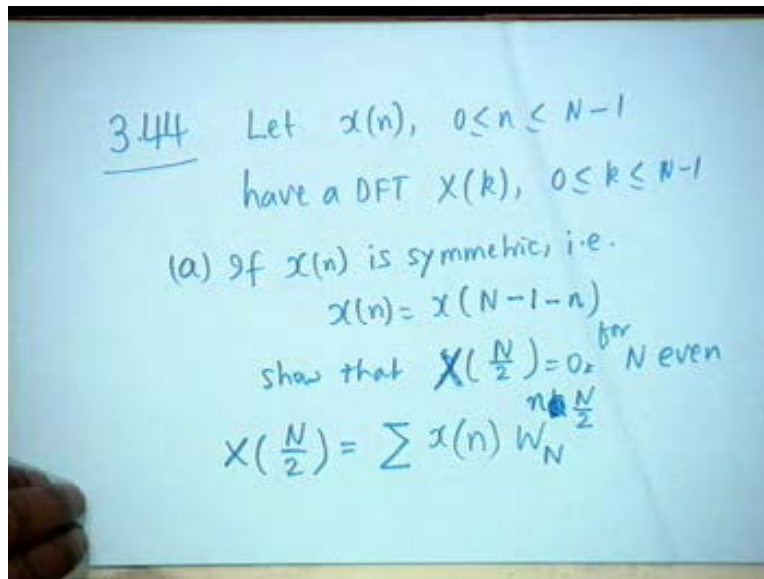 3.44 Let x(n), 0≤n≤ N-1
have a DFT X(k), 0≤k≤N-1
(a) If x(n) is symmetric, i.e.
x(n) = x(N-1-n)
show that X(N/2) = 0, for N even
X(N/2) = Σ x(n) W_N^{n N/2}